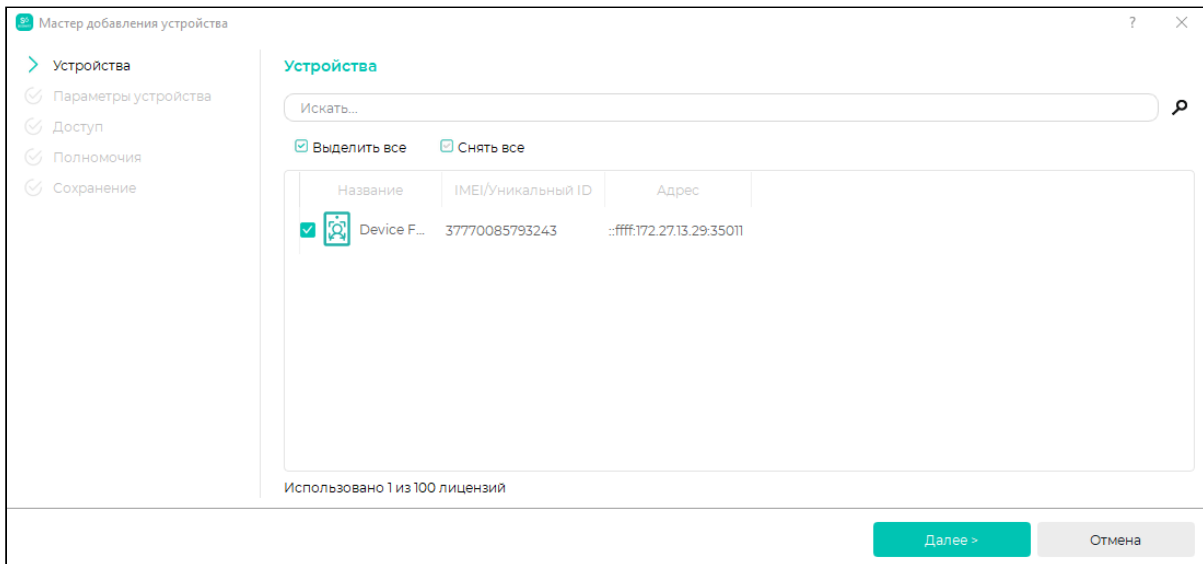 Мастер добавления устройства
?
Устройства
Параметры устройства
Доступ
Полномочия
Сохранение
Устройства
Искать...
Выделить все Снять все
Название IMEI/Уникальный ID Адрес
Device F... 37770085793243 ::ffff:172.27.13.29:35011
Использовано 1 из 100 лицензий
Далее > Отмена